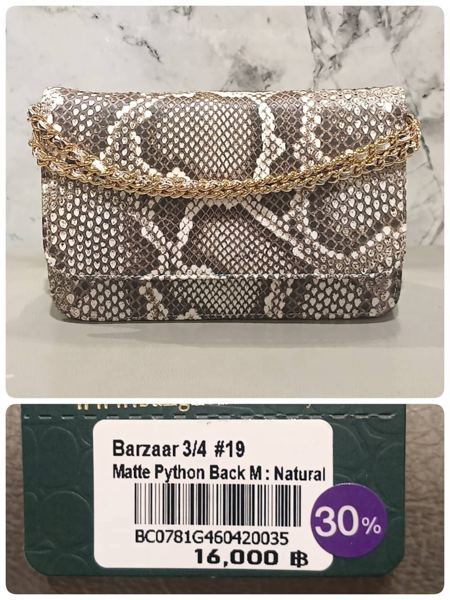 Barzaar 3/4 #19
Matte Python Back M : Natural
BC0781G460420035
30%
16,000 ฿